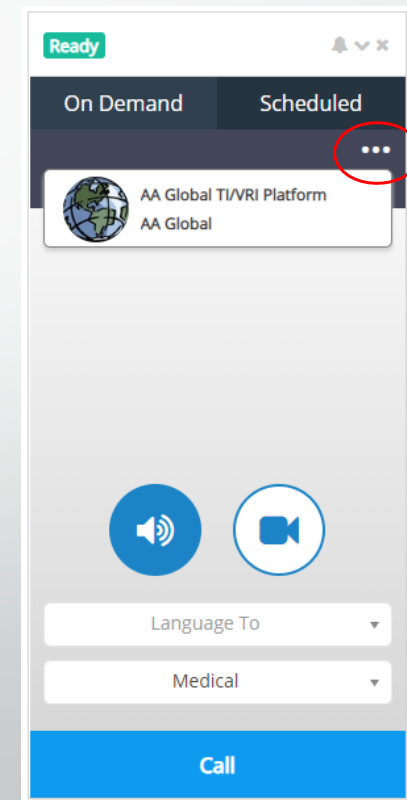 Ready
On Demand
Scheduled
AA Global TI/VRI Platform
AA Global
Language To
Medical
Call